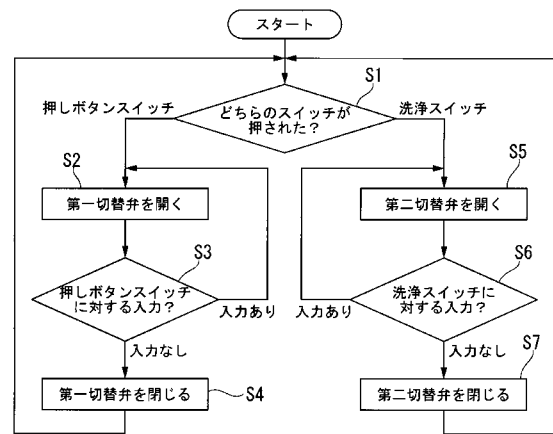 スタート
S1
どちらのスイッチが
押された？
押しボタンスイッチ
洗浄スイッチ
S2
第一切替弁を開く
S5
第二切替弁を開く
S3
押しボタンスイッチ
に対する入力？
入力あり
入力なし
S6
洗浄スイッチに
対する入力？
入力あり
入力なし
第一切替弁を閉じる
S4
S7
第二切替弁を閉じる